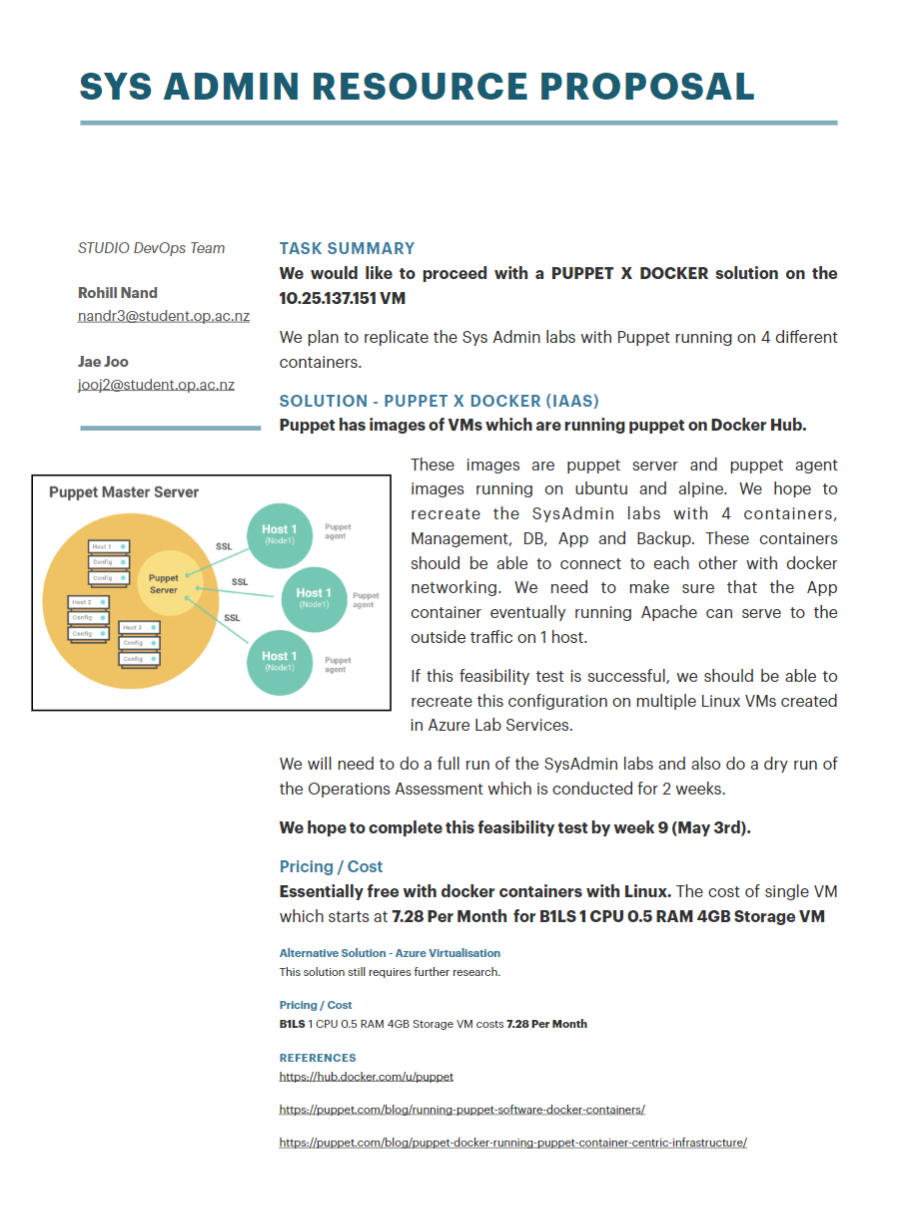 SYS ADMIN RESOURCE PROPOSAL
STUDIO DevOps Team
Rohill Nand
nandr3@student.op.ac.nz
Jae Joo
jooj2@student.op.ac.nz
TASK SUMMARY
We would like to proceed with a PUPPET X DOCKER solution on the
10.25.137.151 VM
We plan to replicate the Sys Admin labs with Puppet running on 4 different
containers.
SOLUTION - PUPPET X DOCKER (IAAS)
Puppet has images of VMs which are running puppet on Docker Hub.
Puppet Master Server
Host 1
Config
Config
Host 2
Config
Config
Host 3
Config
Config
Puppet
Server
SSL
SSL
SSL
Host 1
(Node1)
Puppet
agent
Host 1
(Node1)
Puppet
agent
Host 1
(Node1)
Puppet
agent
These images are puppet server and puppet agent
images running on ubuntu and alpine. We hope to
recreate the SysAdmin labs with 4 containers,
Management, DB, App and Backup. These containers
should be able to connect to each other with docker
networking. We need to make sure that the App
container eventually running Apache can serve to the
outside traffic on 1 host.
If this feasibility test is successful, we should be able to
recreate this configuration on multiple Linux VMs created
in Azure Lab Services.
We will need to do a full run of the SysAdmin labs and also do a dry run of
the Operations Assessment which is conducted for 2 weeks.
We hope to complete this feasibility test by week 9 (May 3rd).
Pricing / Cost
Essentially free with docker containers with Linux. The cost of single VM
which starts at 7.28 Per Month for B1LS 1 CPU 0.5 RAM 4GB Storage VM
Alternative Solution - Azure Virtualisation
This solution still requires further research.
Pricing / Cost
B1LS 1 CPU 0.5 RAM 4GB Storage VM costs 7.28 Per Month
REFERENCES
https://hub.docker.com/u/puppet
https://puppet.com/blog/running-puppet-software-docker-containers/
https://puppet.com/blog/puppet-docker-running-puppet-container-centric-infrastructure/